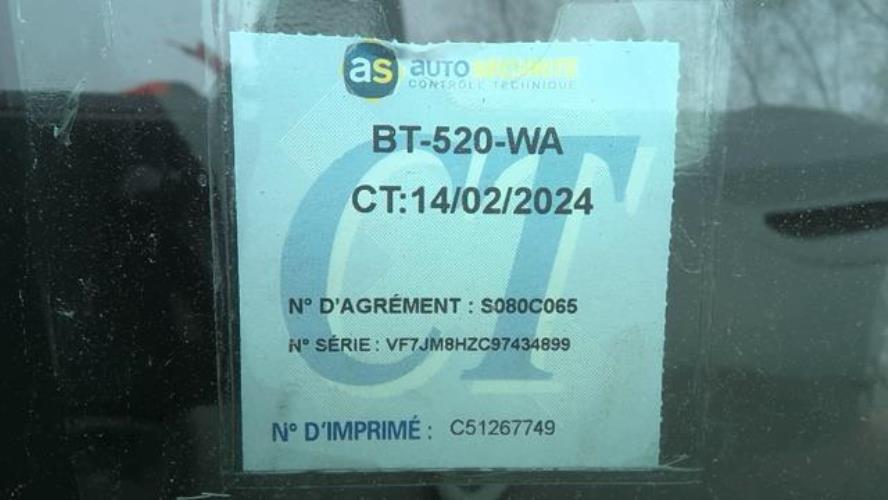 as AUTO SÉCURITÉ
CONTRÔLE TECHNIQUE
CT
BT-520-WA
CT:14/02/2024
N° D'AGRÉMENT : S080C065
N° SÉRIE : VF7JM8HZC97434899
N° D'IMPRIMÉ : C51267749